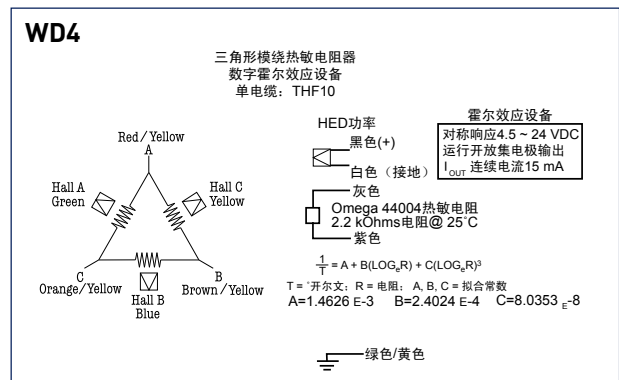 WD4
三角形模绕热敏电阻器
数字霍尔效应设备
单电缆：THF10
Red/Yellow
A
Hall A
Green
Hall C
Yellow
C
Orange/Yellow
Hall B
Blue
B
Brown/Yellow
HED功率
黑色(+)
白色（接地）
霍尔效应设备
对称响应4.5 ~ 24 VDC
运行开放集电极输出
I_OUT 连续电流15 mA
灰色
Omega 44004热敏电阻
2.2 kOhms电阻@ 25°C
紫色
1/T = A + B(LOGeR) + C(LOGeR)³
T = °开尔文；R = 电阻； A, B, C = 拟合常数
A=1.4626 E-3 B=2.4024 E-4 C=8.0353 E-8
绿色/黄色